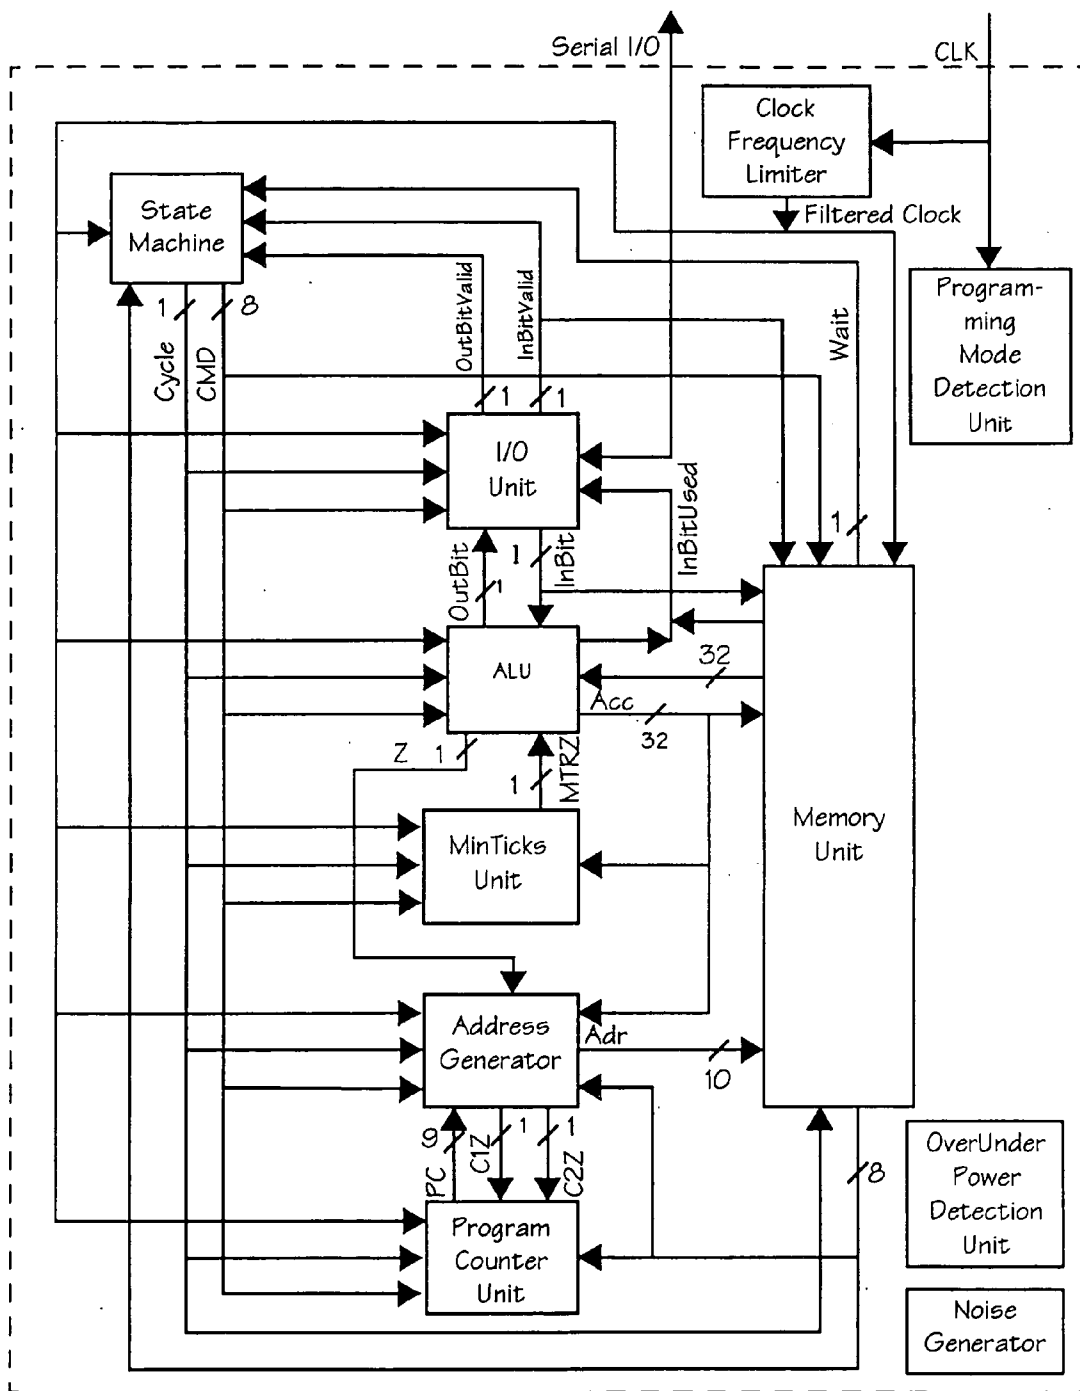 Serial I/O
CLK
Clock
Frequency
Limiter
Filtered Clock
State
Machine
1
8
Cycle
CMD
OutBitValid
InBitValid
1
1
Wait
1
Program-
ming
Mode
Detection
Unit
I/O
Unit
InBitUsed
OutBit
1
1
InBit
ALU
32
Acc
32
Z
1
1
MTRZ
MinTicks
Unit
Memory
Unit
Address
Generator
Adr
10
9
PC
C1Z
1
1
C2Z
Program
Counter
Unit
8
OverUnder
Power
Detection
Unit
Noise
Generator